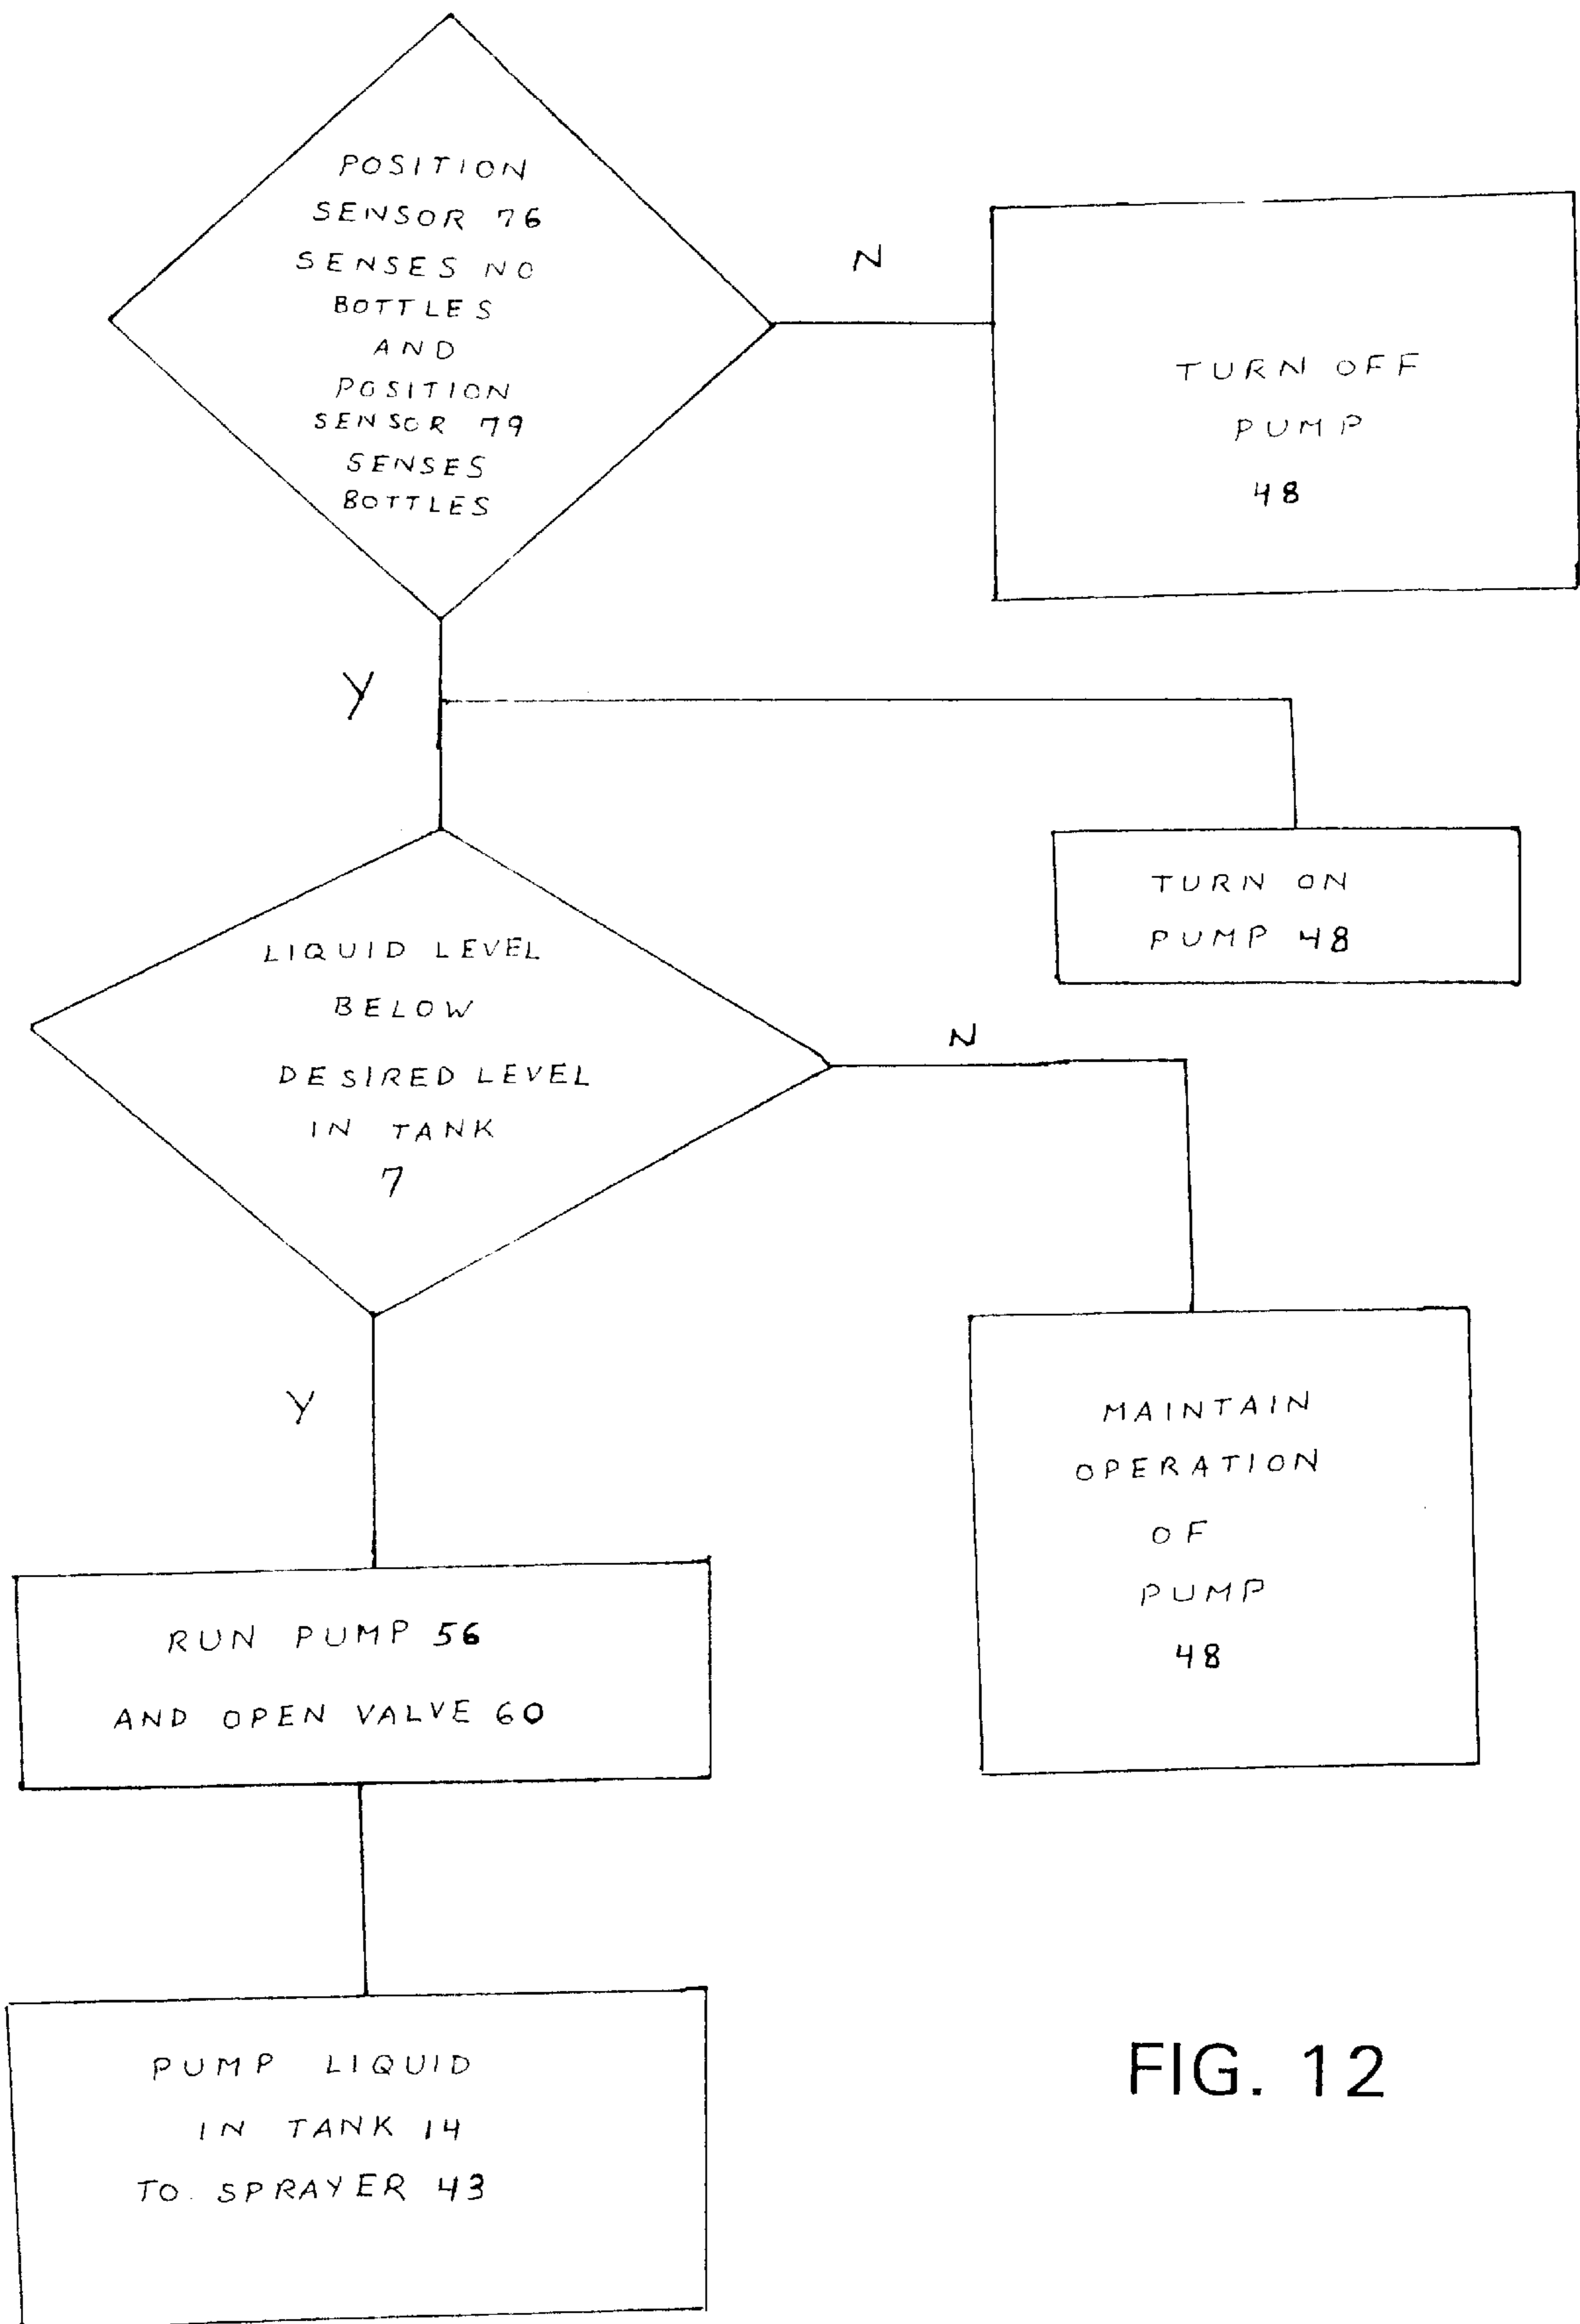 POSITION
SENSOR 76
SENSES NO
BOTTLES
AND
POSITION
SENSOR 79
SENSES
BOTTLES
N
TURN OFF
PUMP
48
Y
TURN ON
PUMP 48
LIQUID LEVEL
BELOW
DESIRED LEVEL
IN TANK
7
N
Y
MAINTAIN
OPERATION
OF
PUMP
48
RUN PUMP 56
AND OPEN VALVE 60
PUMP LIQUID
IN TANK 14
TO. SPRAYER 43
FIG. 12